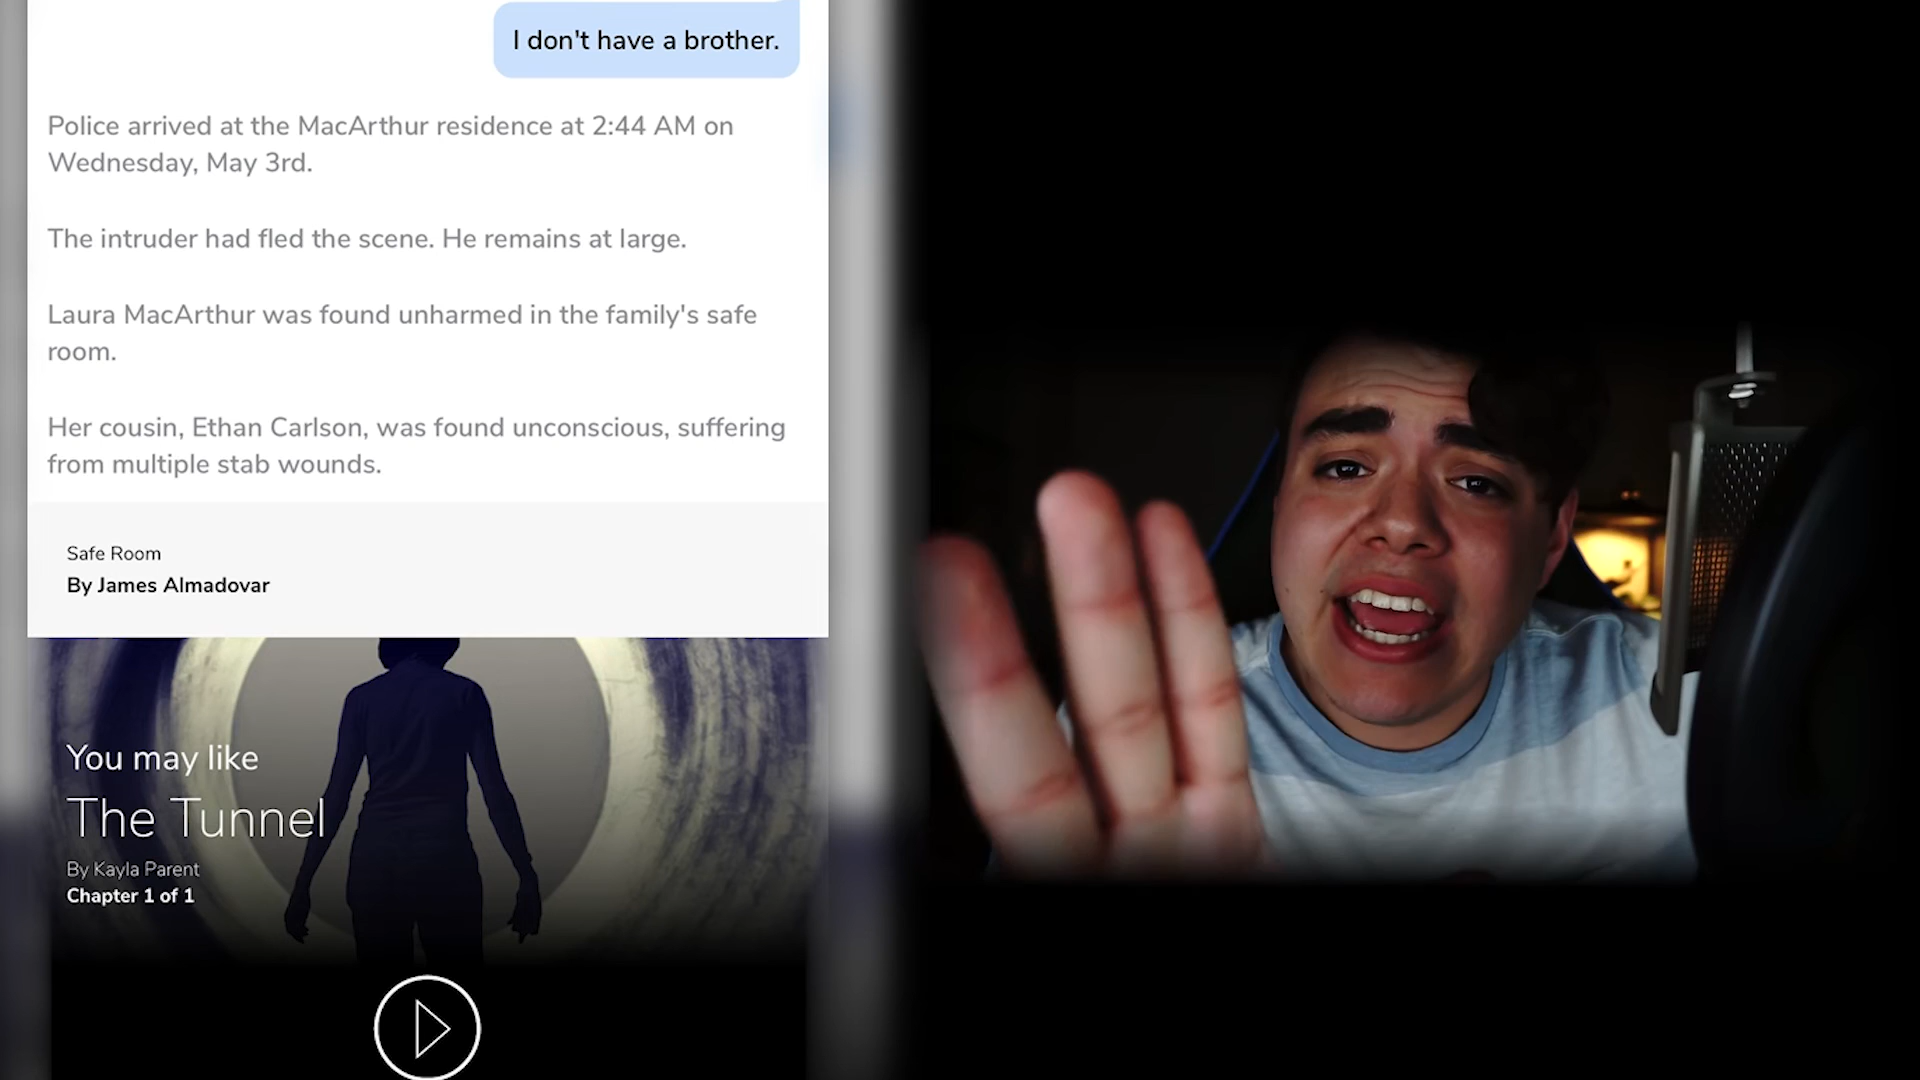 I don't have a brother.
Police arrived at the MacArthur residence at 2:44 AM on
Wednesday, May 3rd.
The intruder had fled the scene. He remains at large.
Laura MacArthur was found unharmed in the family's safe
room.
Her cousin, Ethan Carlson, was found unconscious, suffering
from multiple stab wounds.
Safe Room
By James Almadovar
You may like
The Tunnel
By Kayla Parent
Chapter 1 of 1